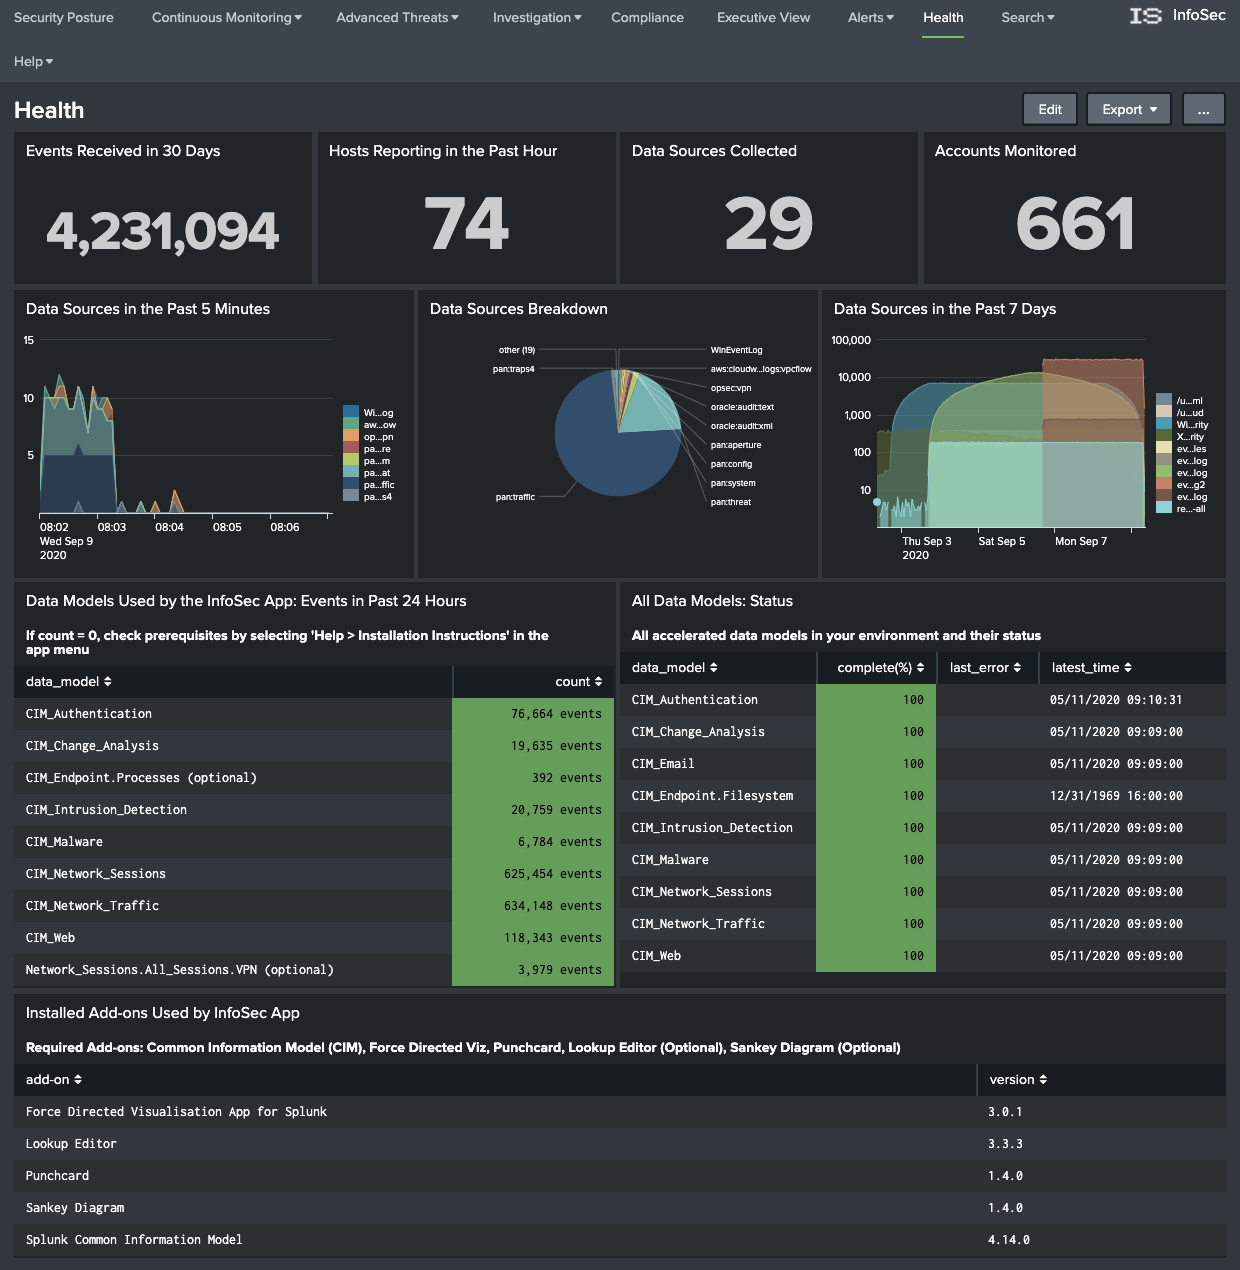 Security Posture
Continuous Monitoring
Advanced Threats
Investigation
Compliance
Executive View
Alerts
Health
Search
IS InfoSec
Help
Health
Edit
Export
...
Events Received in 30 Days
4,231,094
Hosts Reporting in the Past Hour
74
Data Sources Collected
29
Accounts Monitored
661
Data Sources in the Past 5 Minutes
15
10
5
08:02
08:03
08:04
08:05
08:06
Wed Sep 9
2020
Wi...og
aw...ow
op...pn
pa...re
pa...m
pa...at
pa...ffic
pa...s4
Data Sources Breakdown
other (19)
pan:traps4
pan:traffic
WinEventLog
aws:cloudw...logs:vpcflow
opsec:vpn
oracle:audit:text
oracle:audit:xml
pan:aperture
pan:config
pan:system
pan:threat
Data Sources in the Past 7 Days
100,000
10,000
1,000
100
10
Thu Sep 3
2020
Sat Sep 5
Mon Sep 7
/u...ml
/u...ud
Wi...rity
X...rity
ev...les
ev...log
ev...log
ev...g2
ev...log
re...-all
Data Models Used by the InfoSec App: Events in Past 24 Hours
If count = 0, check prerequisites by selecting 'Help > Installation Instructions' in the
app menu
data_model count
CIM_Authentication 76,664 events
CIM_Change_Analysis 19,635 events
CIM_Endpoint.Processes (optional) 392 events
CIM_Intrusion_Detection 20,759 events
CIM_Malware 6,784 events
CIM_Network_Sessions 625,454 events
CIM_Network_Traffic 634,148 events
CIM_Web 118,343 events
Network_Sessions.All_Sessions.VPN (optional) 3,979 events
All Data Models: Status
All accelerated data models in your environment and their status
data_model complete(%) last_error latest_time
CIM_Authentication 100 05/11/2020 09:10:31
CIM_Change_Analysis 100 05/11/2020 09:09:00
CIM_Email 100 05/11/2020 09:09:00
CIM_Endpoint.Filesystem 100 12/31/1969 16:00:00
CIM_Intrusion_Detection 100 05/11/2020 09:09:00
CIM_Malware 100 05/11/2020 09:09:00
CIM_Network_Sessions 100 05/11/2020 09:09:00
CIM_Network_Traffic 100 05/11/2020 09:09:00
CIM_Web 100 05/11/2020 09:09:00
Installed Add-ons Used by InfoSec App
Required Add-ons: Common Information Model (CIM), Force Directed Viz, Punchcard, Lookup Editor (Optional), Sankey Diagram (Optional)
add-on version
Force Directed Visualisation App for Splunk 3.0.1
Lookup Editor 3.3.3
Punchcard 1.4.0
Sankey Diagram 1.4.0
Splunk Common Information Model 4.14.0